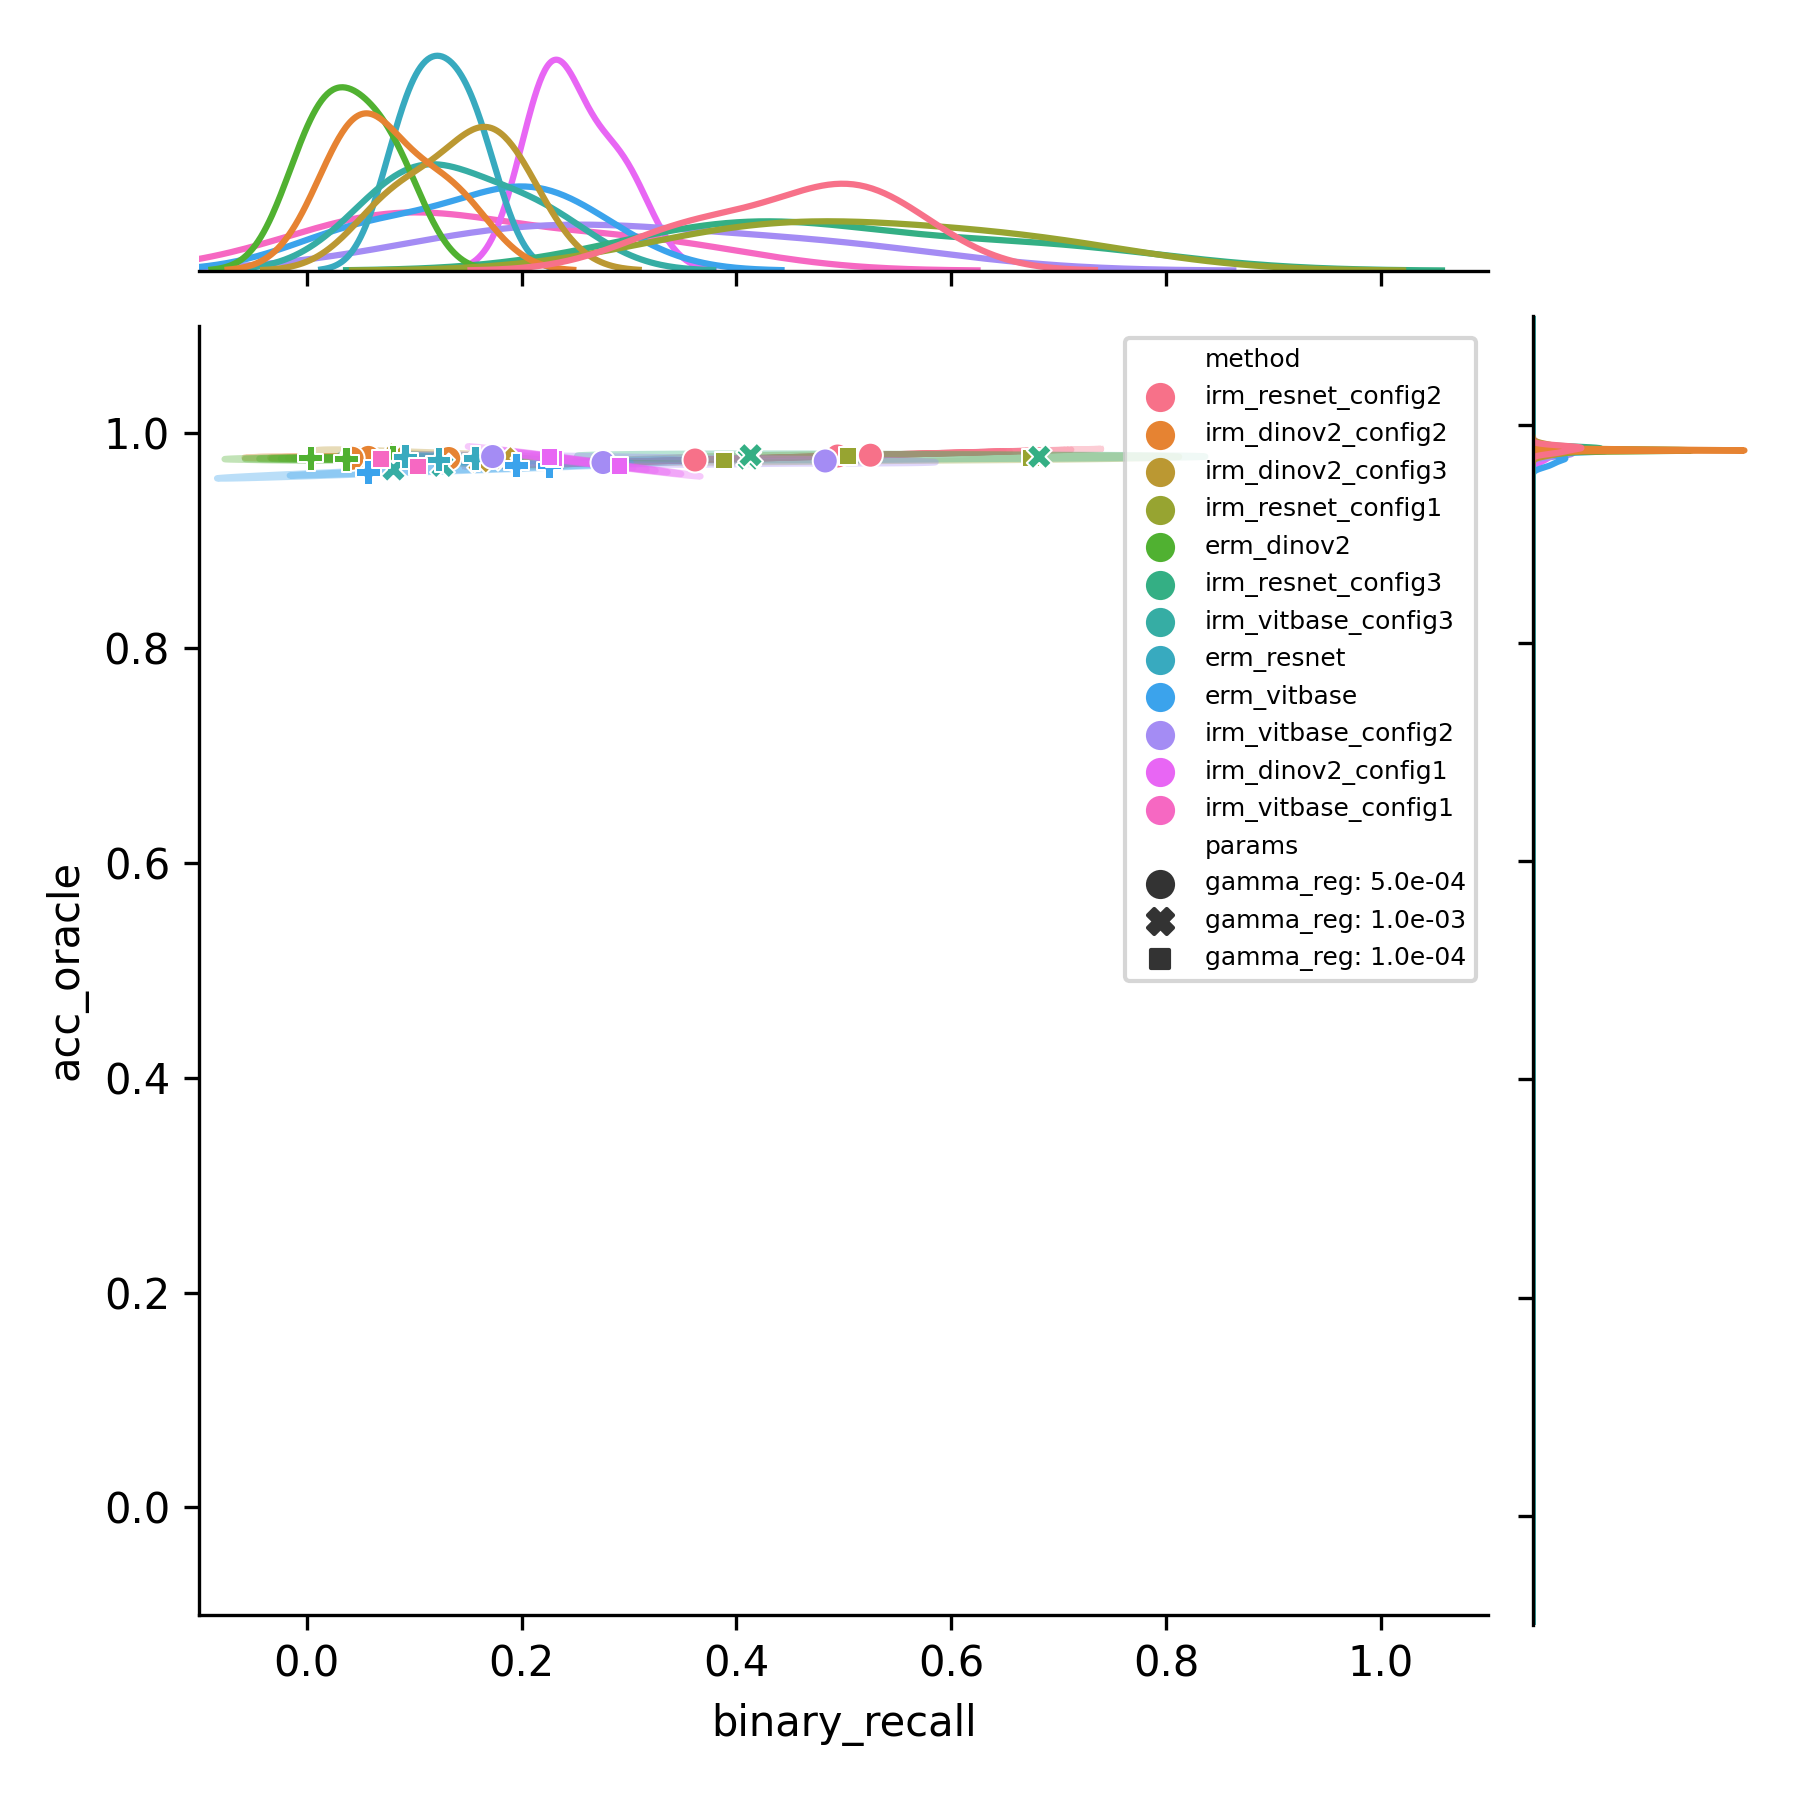 method
irm_resnet_config2
irm_dinov2_config2
irm_dinov2_config3
irm_resnet_config1
erm_dinov2
irm_resnet_config3
irm_vitbase_config3
erm_resnet
erm_vitbase
irm_vitbase_config2
irm_dinov2_config1
irm_vitbase_config1
params
gamma_reg: 5.0e-04
gamma_reg: 1.0e-03
gamma_reg: 1.0e-04
1.0
0.8
0.6
0.4
0.2
0.0
acc_oracle
0.0 0.2 0.4 0.6 0.8 1.0
binary_recall